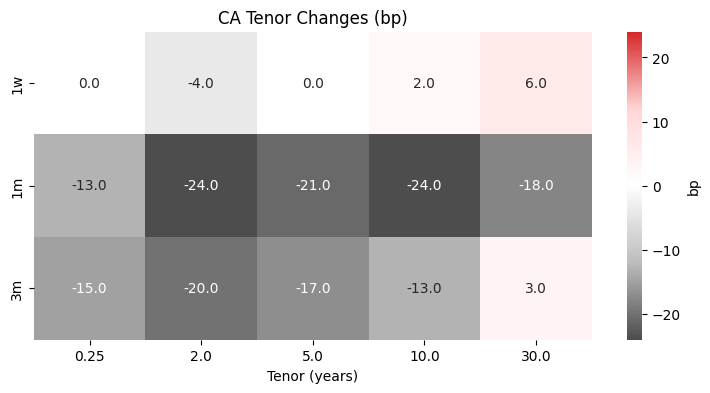 CA Tenor Changes (bp)
1w 0.0 -4.0 0.0 2.0 6.0
1m -13.0 -24.0 -21.0 -24.0 -18.0
3m -15.0 -20.0 -17.0 -13.0 3.0
0.25 2.0 5.0 10.0 30.0
Tenor (years)
20
10
0
−10
−20
bp